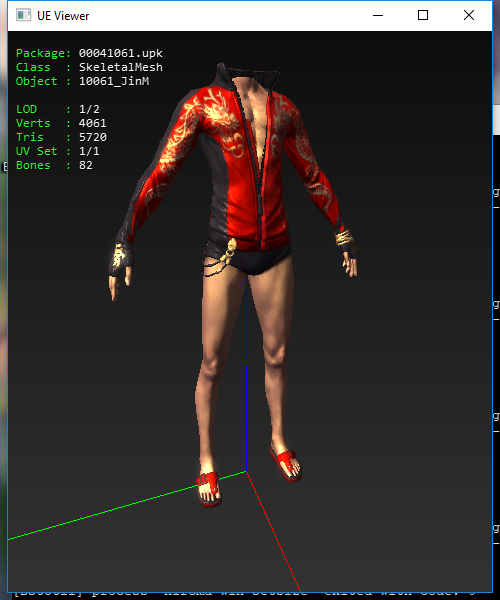 UE Viewer
Package: 00041061.upk
Class : SkeletalMesh
Object : 10061_JinM
LOD : 1/2
Verts : 4061
Tris : 5720
UV Set : 1/1
Bones : 82